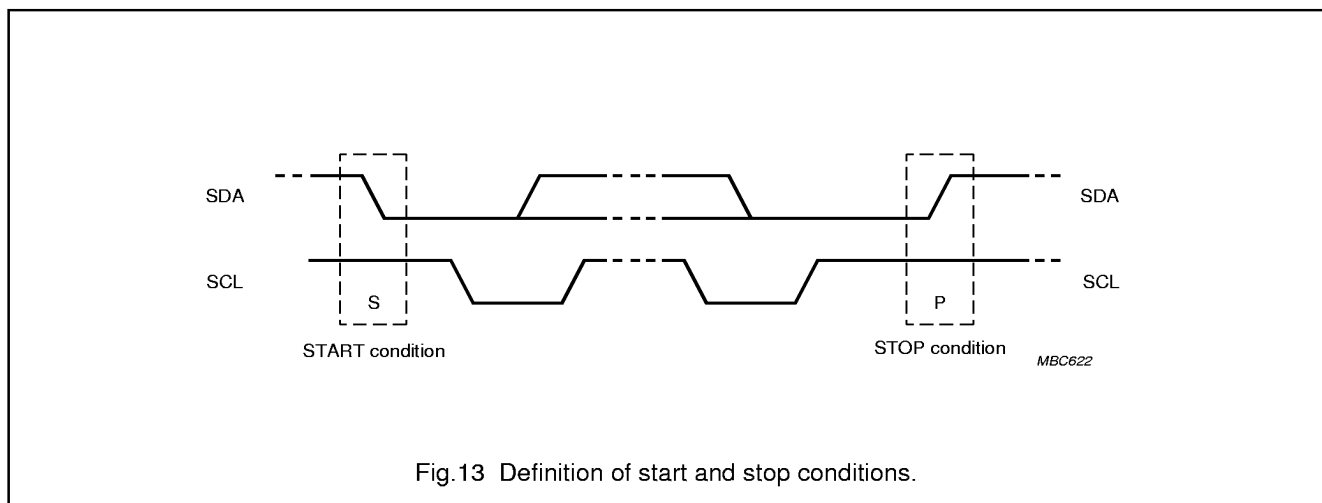 SDA SDA
SCL SCL
S P
START condition STOP condition
MBC622
Fig.13 Definition of start and stop conditions.